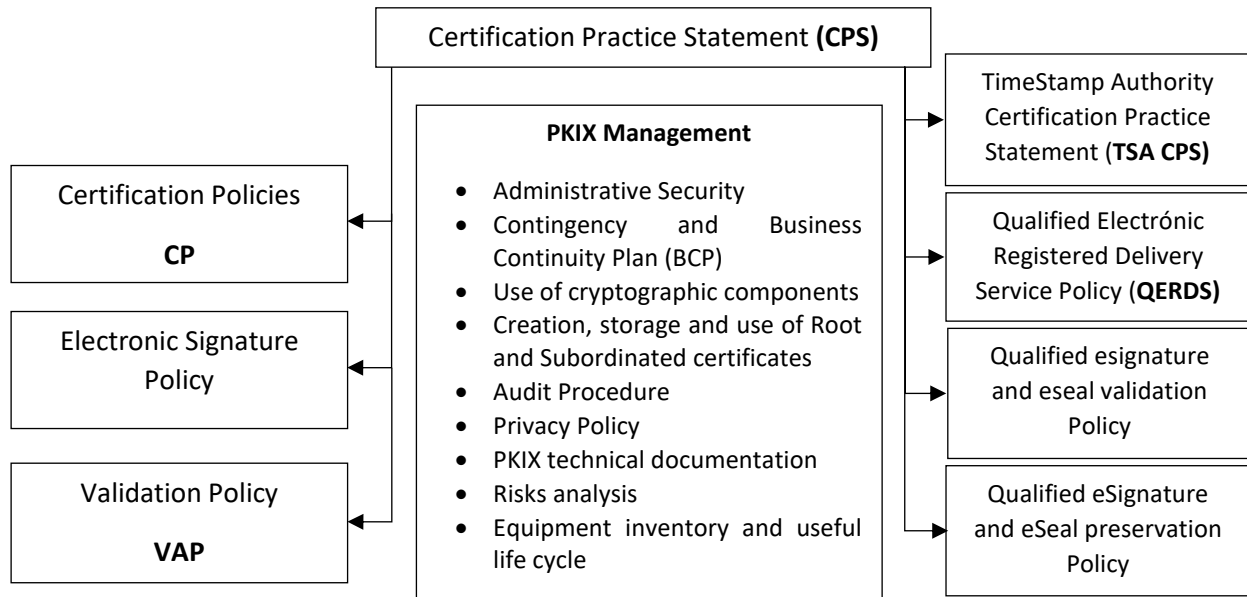 Certification Practice Statement (CPS)
Certification Policies
CP
Electronic Signature
Policy
Validation Policy
VAP
PKIX Management
• Administrative Security
• Contingency and Business
Continuity Plan (BCP)
• Use of cryptographic components
• Creation, storage and use of Root
and Subordinated certificates
• Audit Procedure
• Privacy Policy
• PKIX technical documentation
• Risks analysis
• Equipment inventory and useful
life cycle
TimeStamp Authority
Certification Practice
Statement (TSA CPS)
Qualified Electrónic
Registered Delivery
Service Policy (QERDS)
Qualified esignature
and eseal validation
Policy
Qualified eSignature
and eSeal preservation
Policy